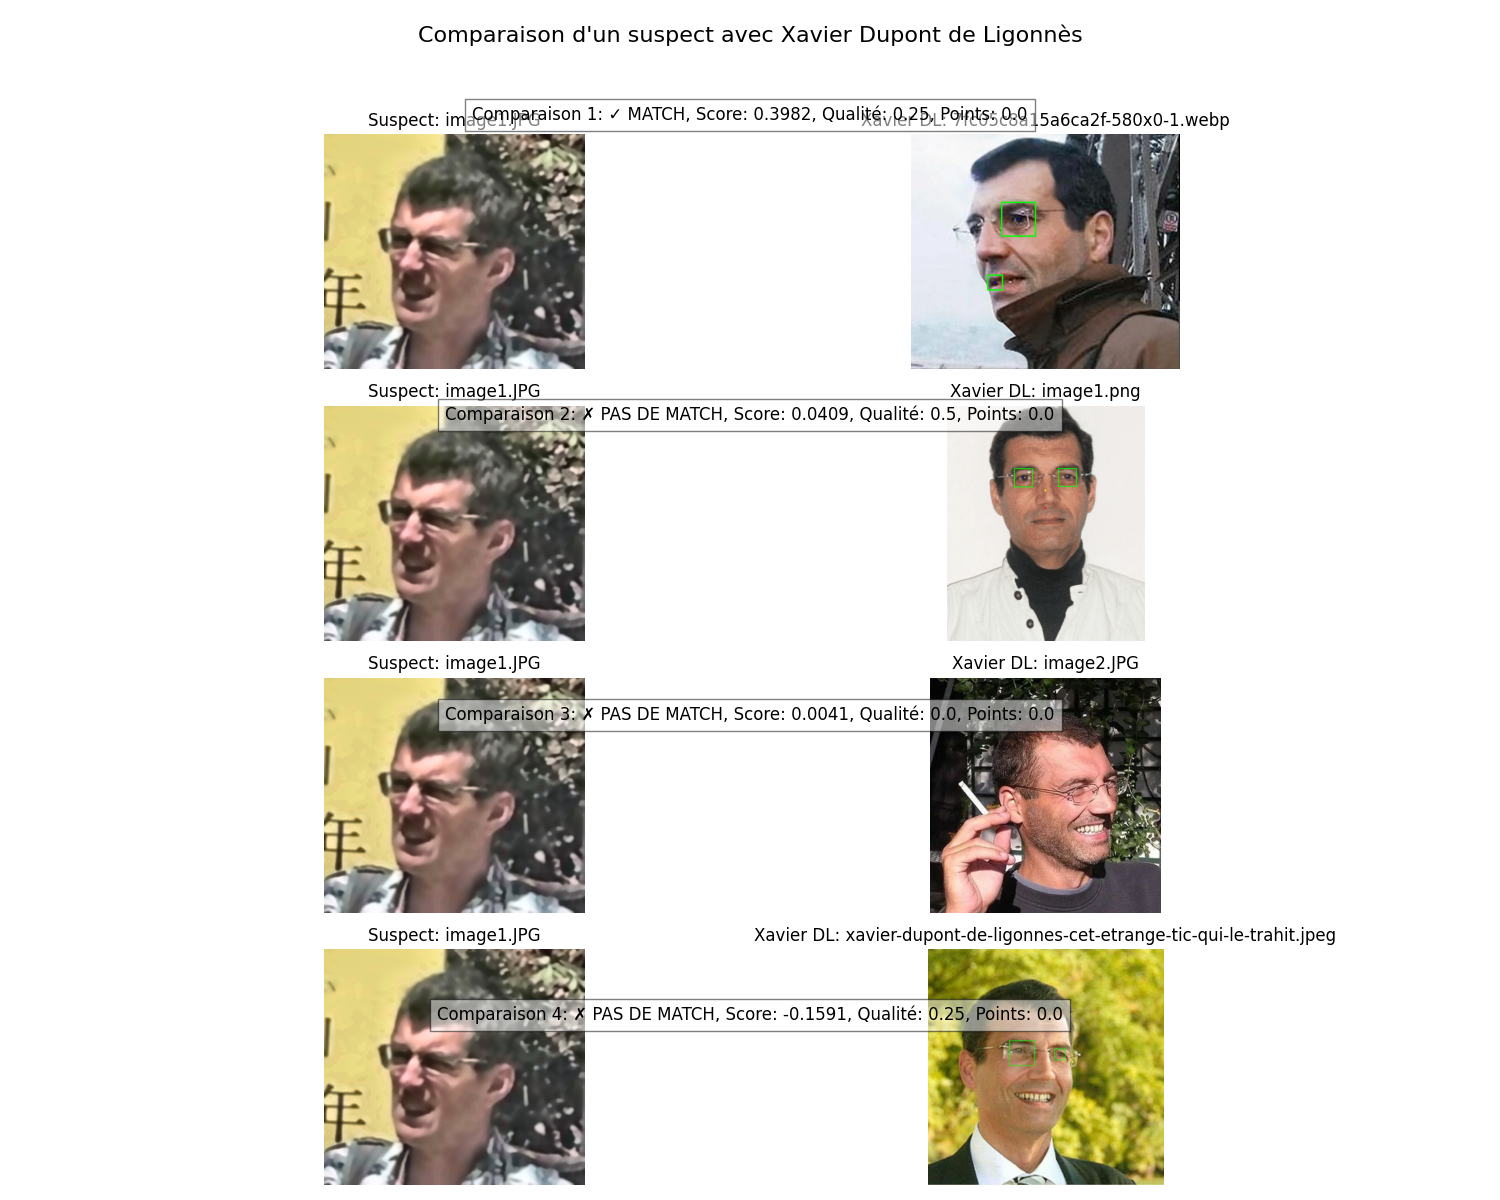 Comparaison d'un suspect avec Xavier Dupont de Ligonnès
Comparaison 1: ✓ MATCH, Score: 0.3982, Qualité: 0.25, Points: 0.0
Suspect: image1.JPG
Xavier DL: 7fc05c8a15a6ca2f-580x0-1.webp
年
Suspect: image1.JPG
Xavier DL: image1.png
Comparaison 2: ✗ PAS DE MATCH, Score: 0.0409, Qualité: 0.5, Points: 0.0
年
Suspect: image1.JPG
Xavier DL: image2.JPG
Comparaison 3: ✗ PAS DE MATCH, Score: 0.0041, Qualité: 0.0, Points: 0.0
年
Suspect: image1.JPG
Xavier DL: xavier-dupont-de-ligonnes-cet-etrange-tic-qui-le-trahit.jpeg
Comparaison 4: ✗ PAS DE MATCH, Score: -0.1591, Qualité: 0.25, Points: 0.0
年